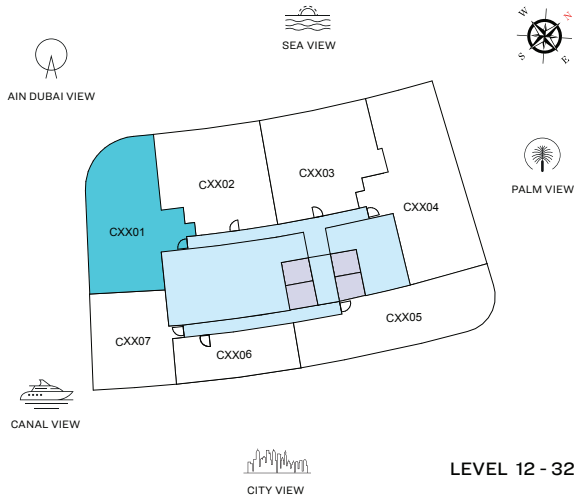 W
N
S
E
SEA VIEW
AIN DUBAI VIEW
PALM VIEW
CXX02
CXX03
CXX04
CXX01
CXX05
CXX07
CXX06
CANAL VIEW
CITY VIEW
LEVEL 12 - 32